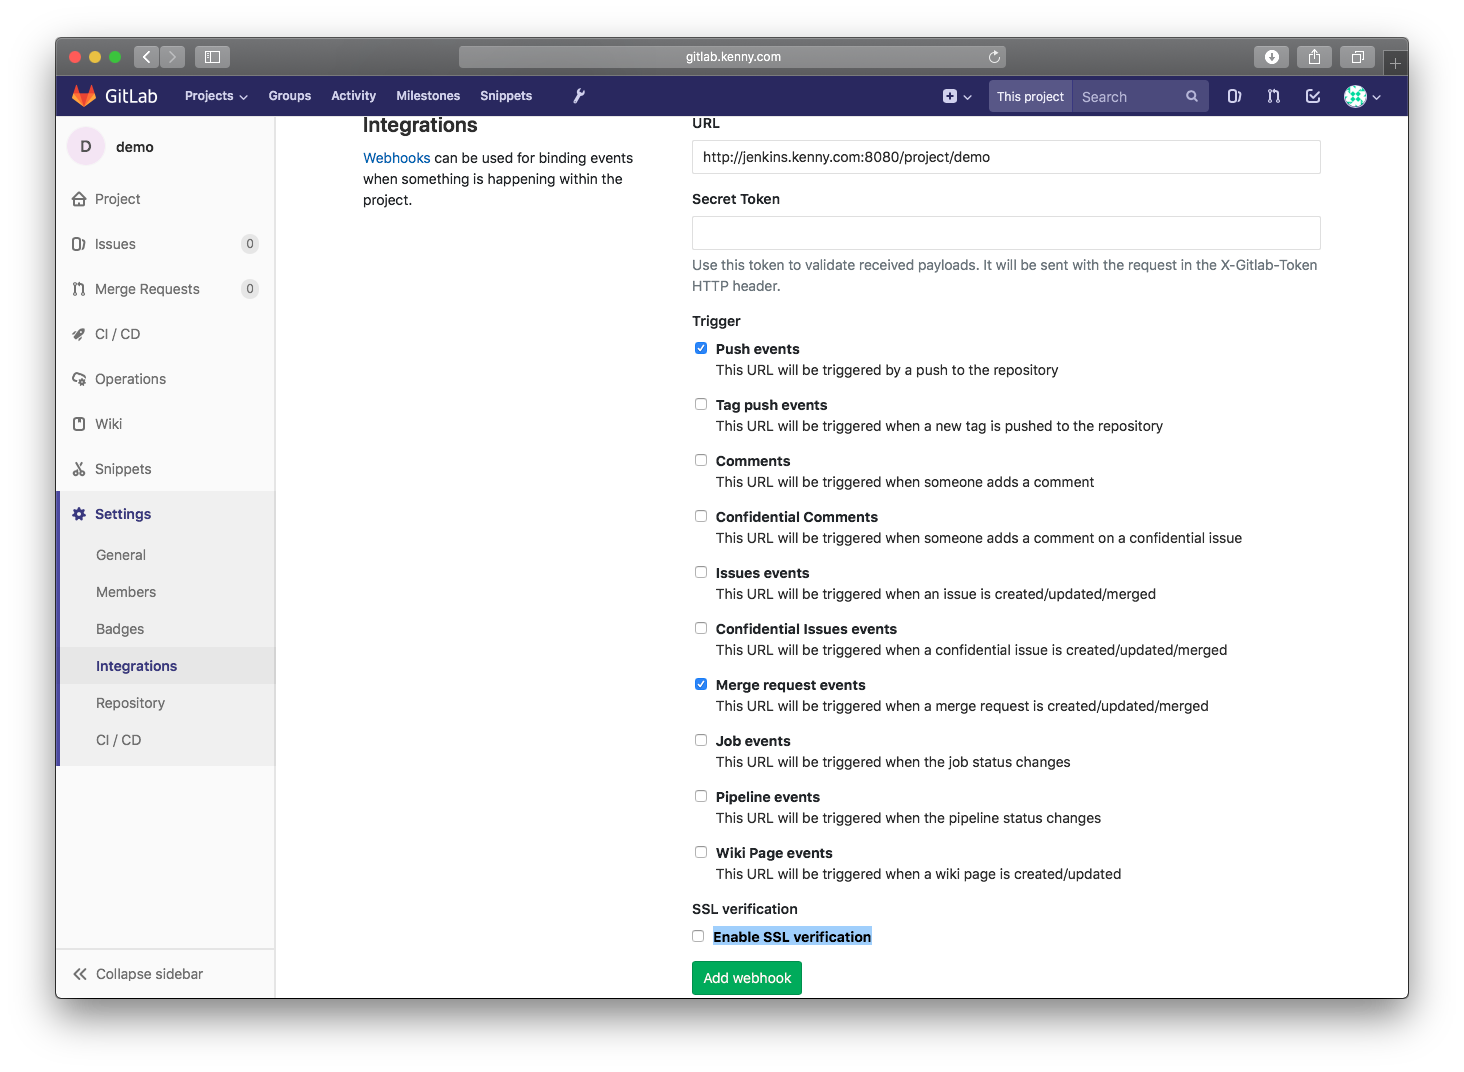 gitlab.kenny.com
GitLab Projects Groups Activity Milestones Snippets This project Search
D demo
Project
Issues 0
Merge Requests 0
CI / CD
Operations
Wiki
Snippets
Settings
General
Members
Badges
Integrations
Repository
CI / CD
Collapse sidebar
Integrations
Webhooks can be used for binding events
when something is happening within the
project.
URL
http://jenkins.kenny.com:8080/project/demo
Secret Token
Use this token to validate received payloads. It will be sent with the request in the X-Gitlab-Token
HTTP header.
Trigger
Push events
This URL will be triggered by a push to the repository
Tag push events
This URL will be triggered when a new tag is pushed to the repository
Comments
This URL will be triggered when someone adds a comment
Confidential Comments
This URL will be triggered when someone adds a comment on a confidential issue
Issues events
This URL will be triggered when an issue is created/updated/merged
Confidential Issues events
This URL will be triggered when a confidential issue is created/updated/merged
Merge request events
This URL will be triggered when a merge request is created/updated/merged
Job events
This URL will be triggered when the job status changes
Pipeline events
This URL will be triggered when the pipeline status changes
Wiki Page events
This URL will be triggered when a wiki page is created/updated
SSL verification
Enable SSL verification
Add webhook